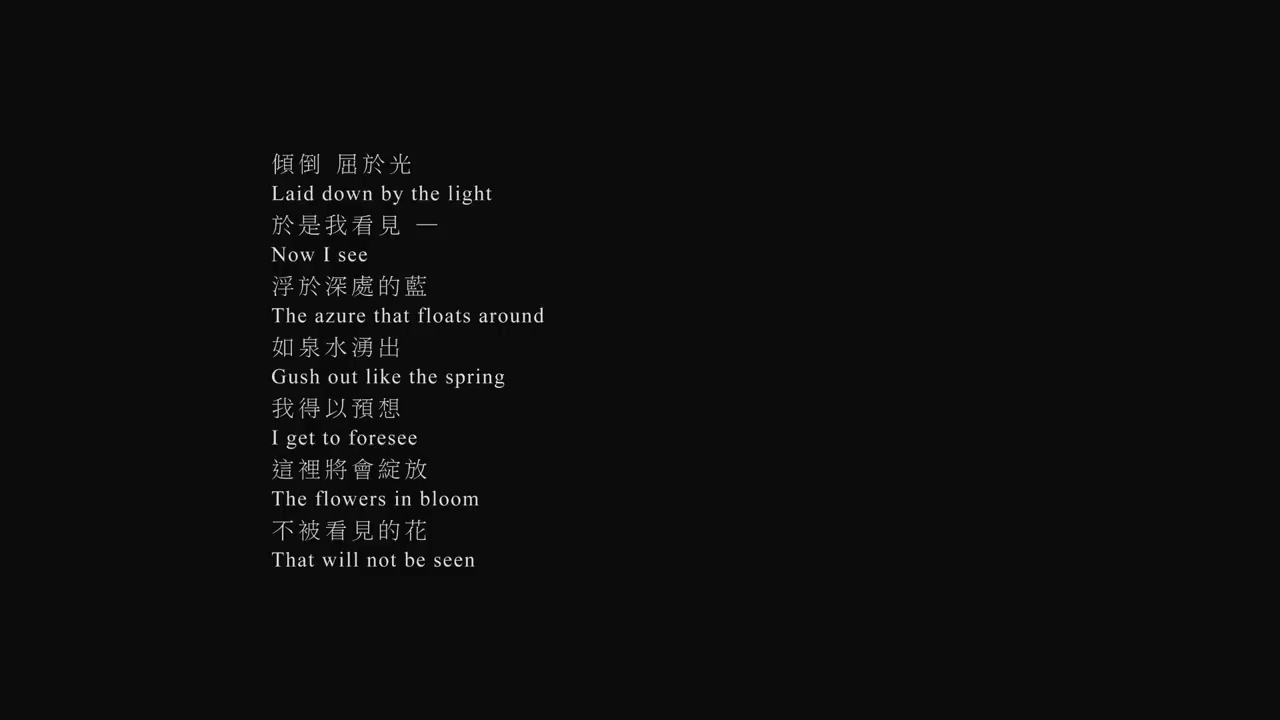 傾倒 屈於光
Laid down by the light
於是我看見 —
Now I see
浮於深處的藍
The azure that floats around
如泉水湧出
Gush out like the spring
我得以預想
I get to foresee
這裡將會綻放
The flowers in bloom
不被看見的花
That will not be seen